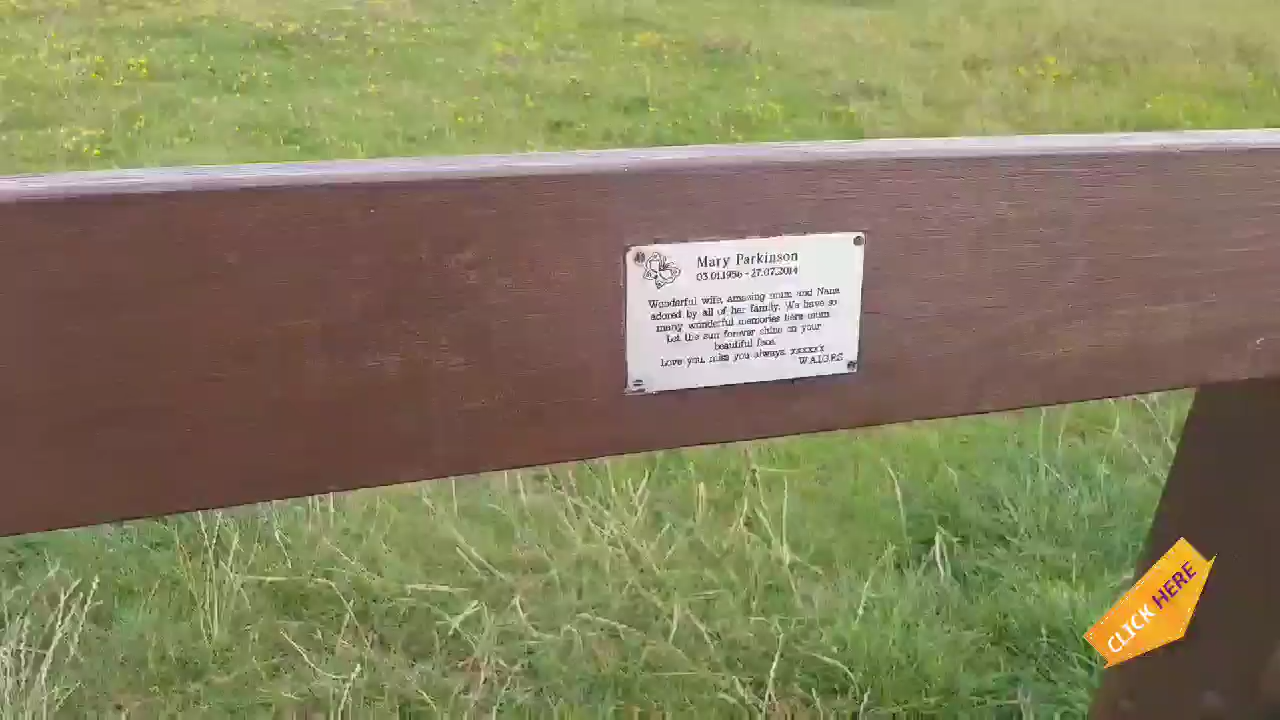 Mary Parkinson
03.01.1956 - 27.07.2014
Wonderful wife, amazing mum and Nana
adored by all of her family. We have so
many wonderful memories here mum
Let the sun forever shine on your
beautiful face.
Love you, miss you always. xxxxxx
W.A.I.G.R.S
CLICK HERE